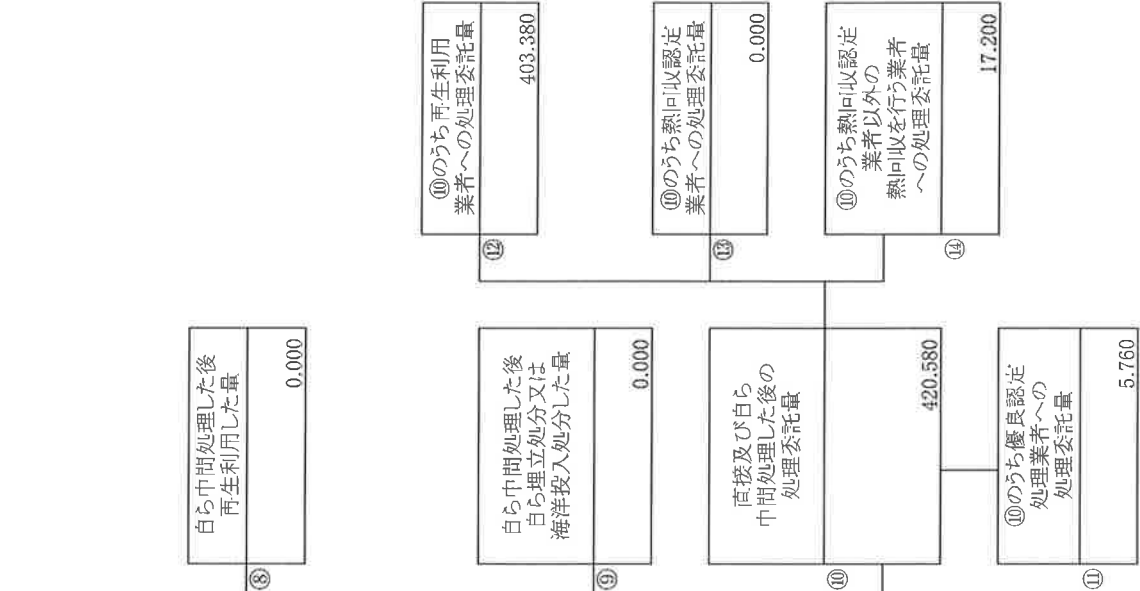 自ら中間処理した後
再生利用した量
0.000
⑧
自ら中間処理した後
自ら埋立処分又は
海洋投入処分した量
0.000
⑨
直接及び自ら
中間処理した後の
処理委託量
420.580
⑩
⑩のうち優良認定
処理業者への
処理委託量
5.760
⑪
⑩のうち再生利用
業者への処理委託量
403.380
⑫
⑩のうち熱回収認定
業者への処理委託量
0.000
⑬
⑩のうち熱回収認定
業者以外の
熱回収を行う業者
への処理委託量
17.200
⑭